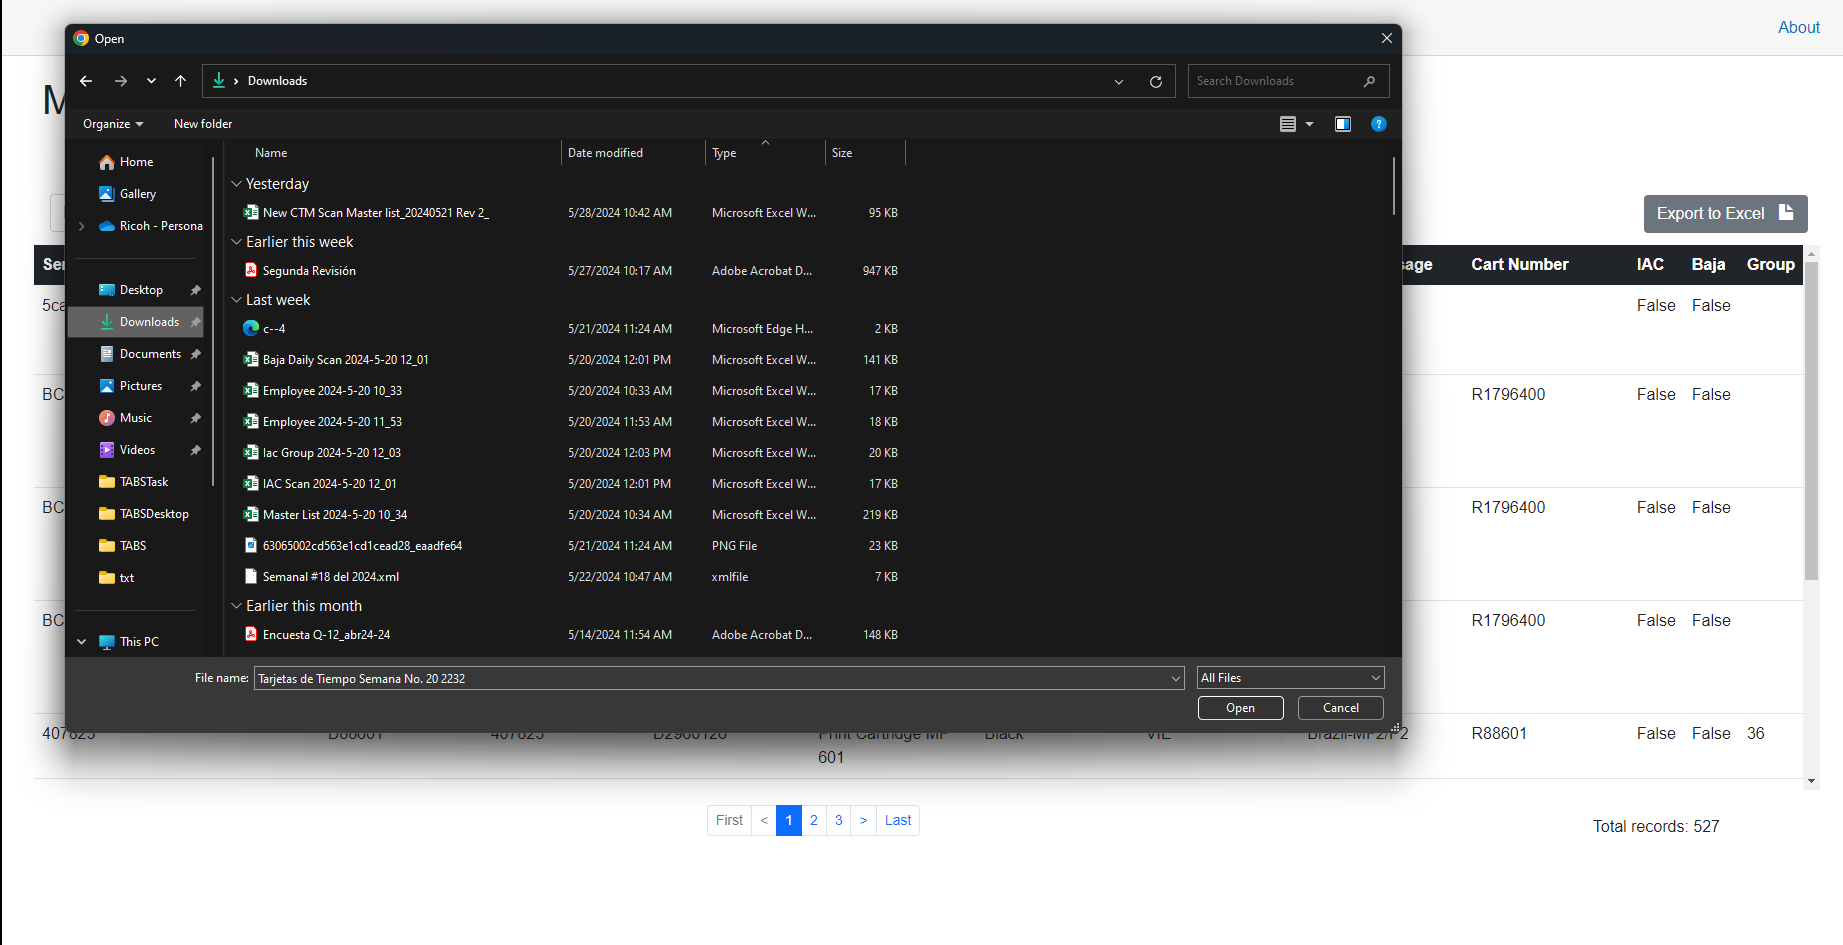 About
Open
Downloads
Search Downloads
Organize
New folder
Name Date modified Type Size
Home
Gallery
Ricoh - Persona
Desktop
Downloads
Documents
Pictures
Music
Videos
TABSTask
TABSDesktop
TABS
txt
This PC
Yesterday
New CTM Scan Master list_20240521 Rev 2_ 5/28/2024 10:42 AM Microsoft Excel W... 95 KB
Earlier this week
Segunda Revisión 5/27/2024 10:17 AM Adobe Acrobat D... 947 KB
Last week
c--4 5/21/2024 11:24 AM Microsoft Edge H... 2 KB
Baja Daily Scan 2024-5-20 12_01 5/20/2024 12:01 PM Microsoft Excel W... 141 KB
Employee 2024-5-20 10_33 5/20/2024 10:33 AM Microsoft Excel W... 17 KB
Employee 2024-5-20 11_53 5/20/2024 11:53 AM Microsoft Excel W... 18 KB
Iac Group 2024-5-20 12_03 5/20/2024 12:03 PM Microsoft Excel W... 20 KB
IAC Scan 2024-5-20 12_01 5/20/2024 12:01 PM Microsoft Excel W... 17 KB
Master List 2024-5-20 10_34 5/20/2024 10:34 AM Microsoft Excel W... 219 KB
63065002cd563e1cd1cead28_eaadfe64 5/21/2024 11:24 AM PNG File 23 KB
Semanal #18 del 2024.xml 5/22/2024 10:47 AM xmlfile 7 KB
Earlier this month
Encuesta Q-12_abr24-24 5/14/2024 11:54 AM Adobe Acrobat D... 148 KB
File name: Tarjetas de Tiempo Semana No. 20 2232 All Files
Open Cancel
Export to Excel
Cart Number IAC Baja Group
False False
BC R1796400 False False
BC R1796400 False False
BC R1796400 False False
407823 D88601 407823 D2960126 Print Cartridge MP Black VIE Brazil-MP2/P2 R88601 False False 36
601
First < 1 2 3 > Last
Total records: 527